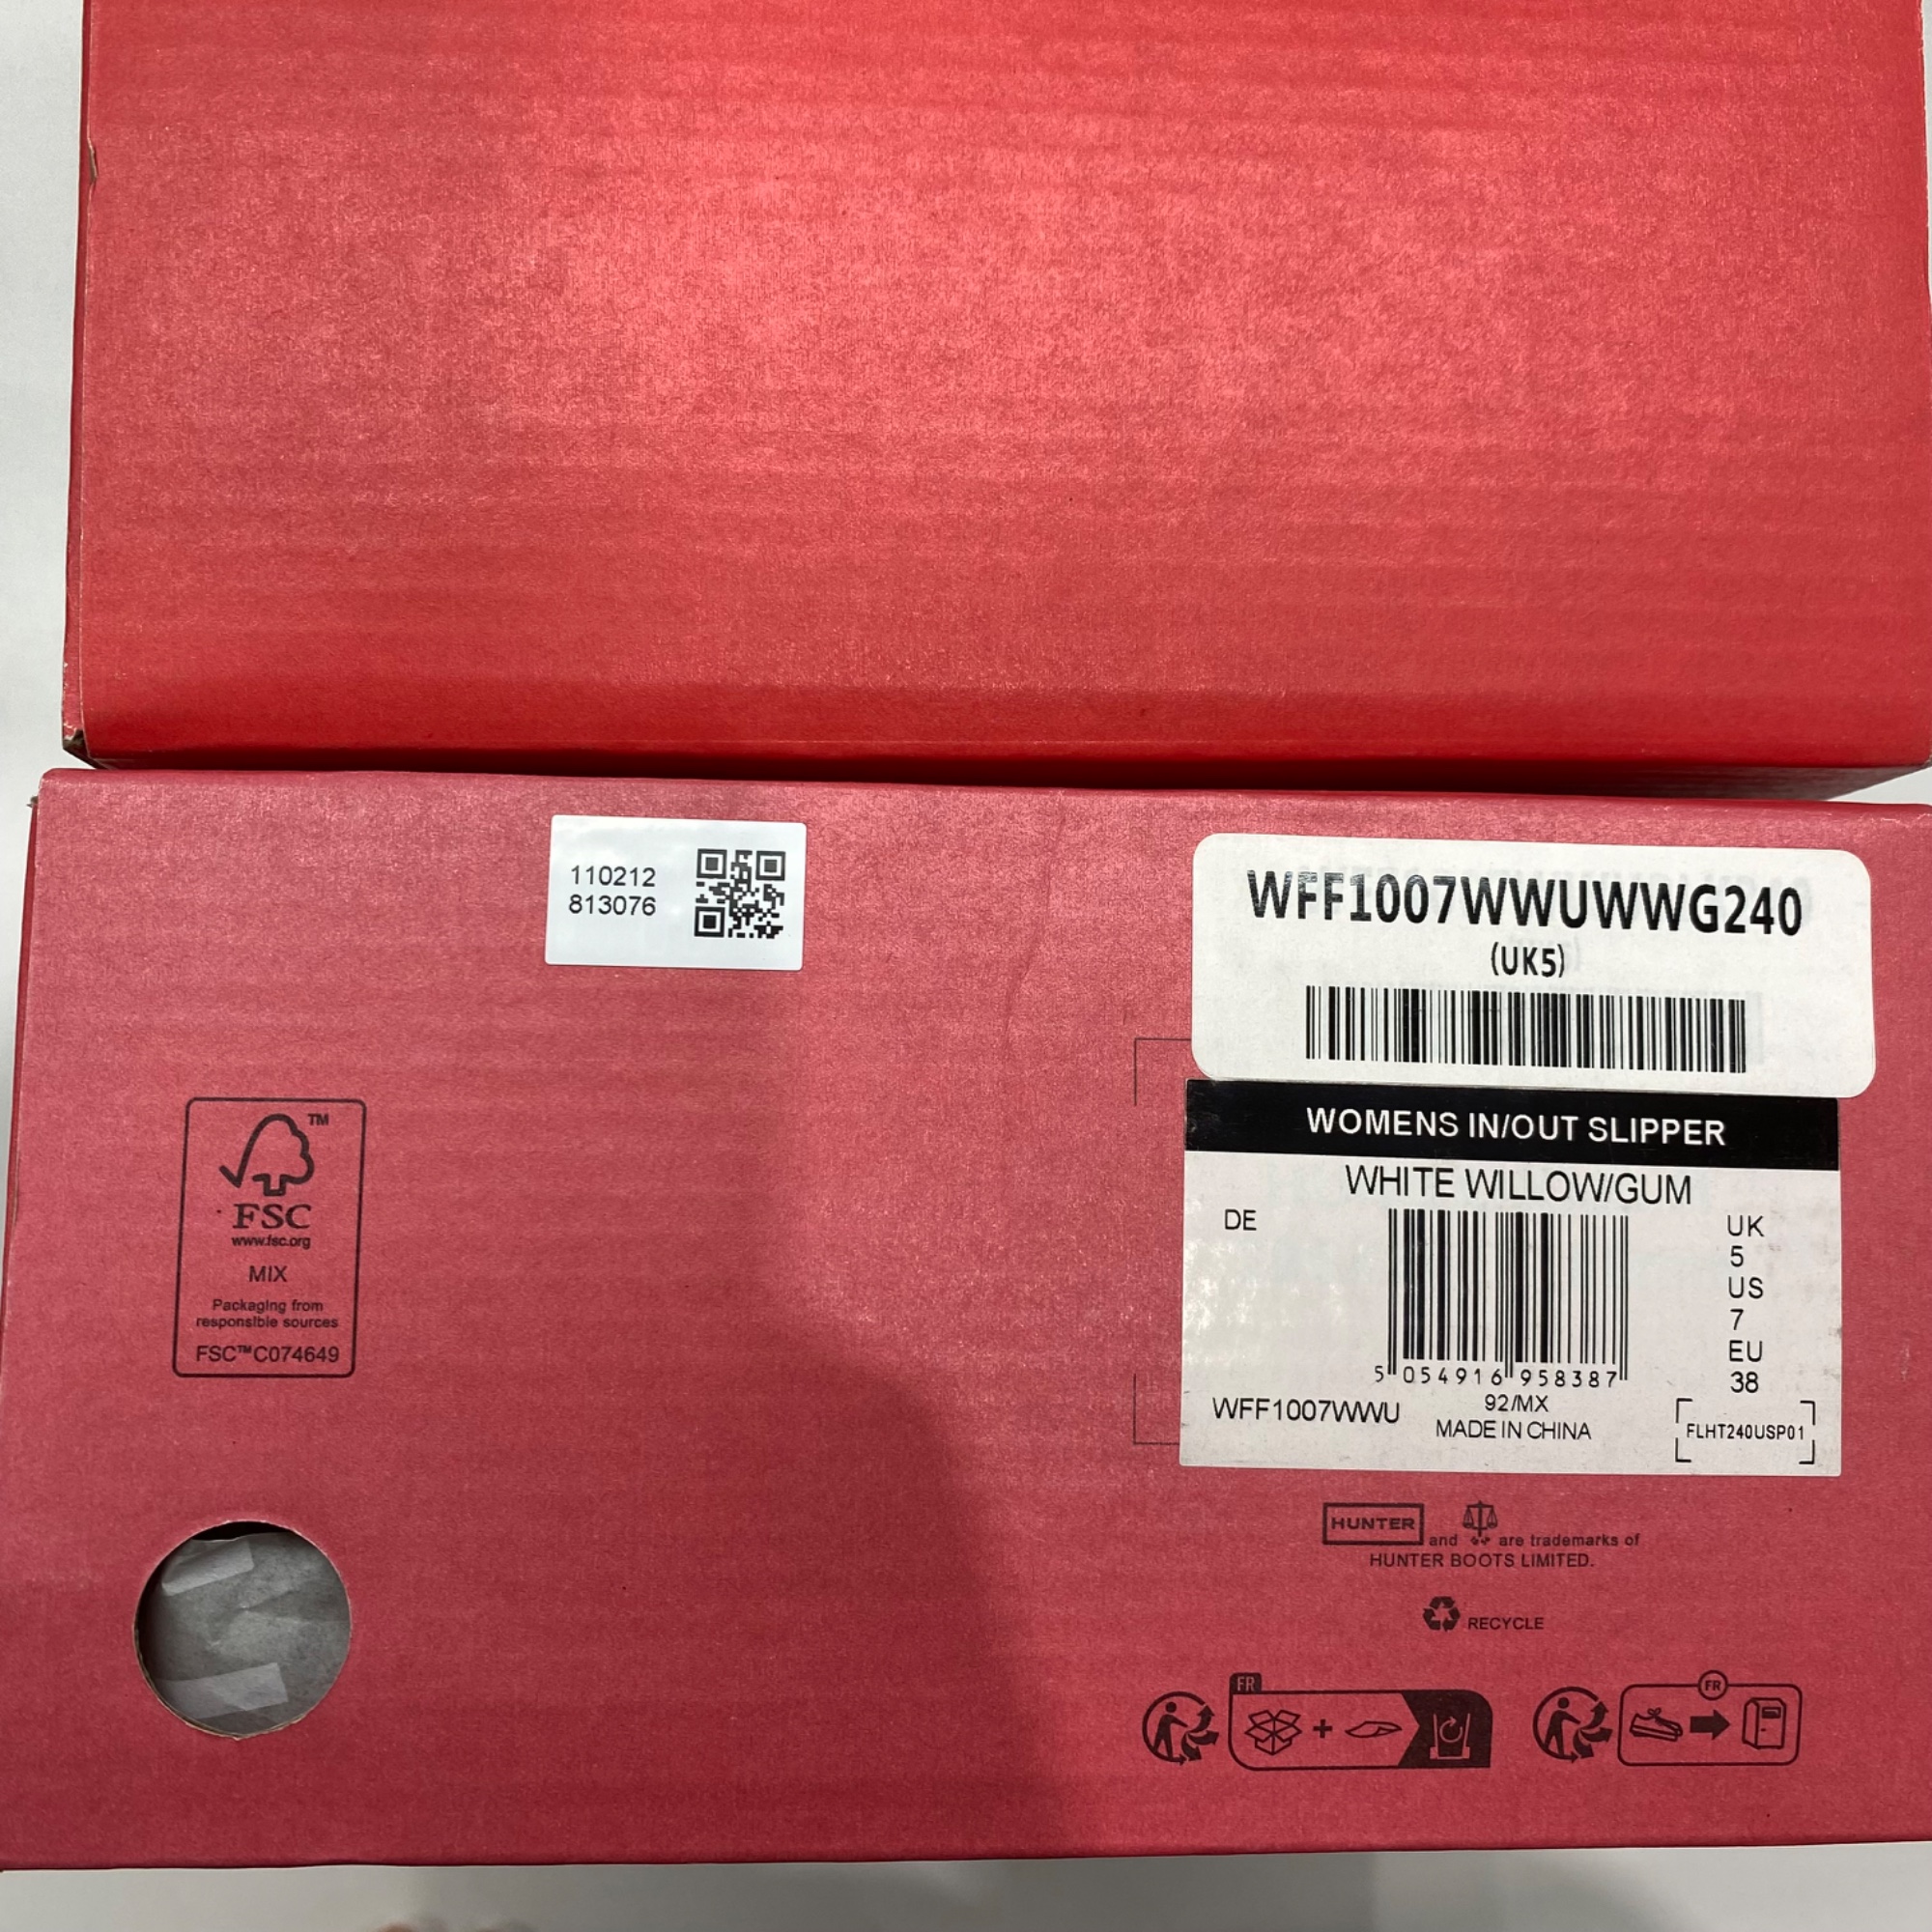 110212
813076
WFF1007WWUWWG240
(UK5)
WOMENS IN/OUT SLIPPER
WHITE WILLOW/GUM
DE
UK
5
US
7
EU
38
5 054916 958387
92/MX
WFF1007WWU
MADE IN CHINA
FLHT240USP01
TM
FSC
www.fsc.org
MIX
Packaging from
responsible sources
FSC™C074649
HUNTER and are trademarks of
HUNTER BOOTS LIMITED.
RECYCLE
FR
FR